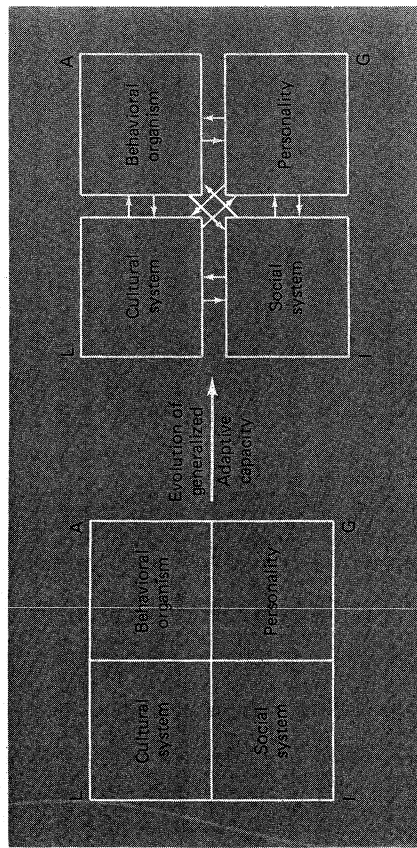 L A
Cultural system
Behavioral organism
Social system
Personality
I G
Evolution of
generalized
Adaptive
capacity
L A
Cultural system
Behavioral organism
Social system
Personality
I G